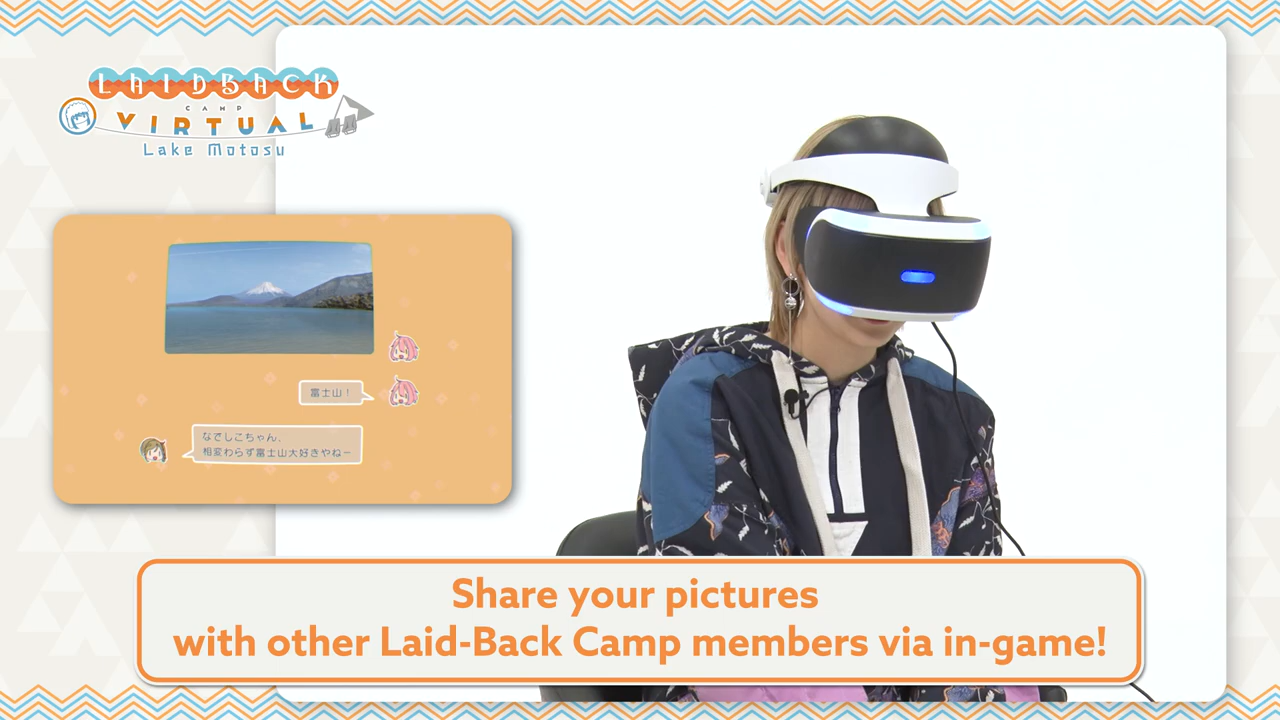 LAIDBACK
CAMP
VIRTUAL
Lake Motosu
富士山！
なでしこちゃん、
相変わらず富士山大好きやねー
Share your pictures
with other Laid-Back Camp members via in-game!